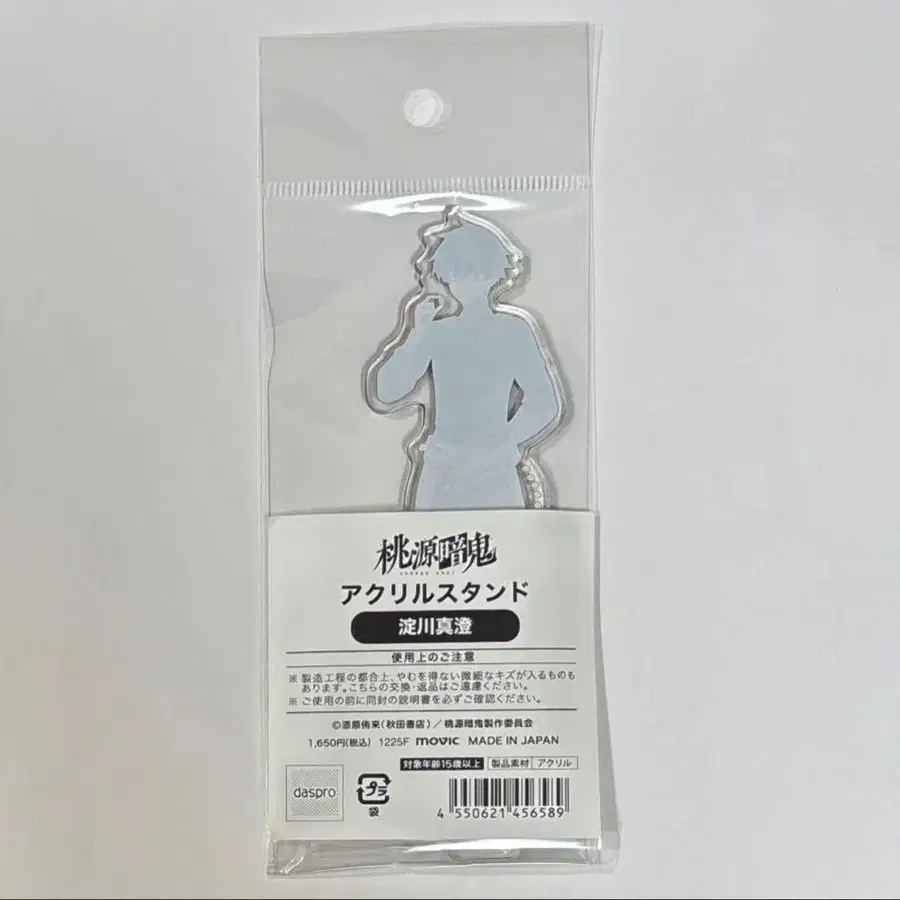 桃源暗鬼
アクリルスタンド
淀川真澄
使用上のご注意
※製造工程の都合上、やむを得ない微細なキズが入るものも
あります。こちらの交換・返品はご遠慮ください。
※ご使用の前に同封の説明書を必ずご確認ください。
©漆原侑来(秋田書店)/桃源暗鬼製作委員会
1,650円(税込) 1225F movic MADE IN JAPAN
対象年齢15歳以上 製品素材 アクリル
daspro
プラ
袋
4 550621 456589